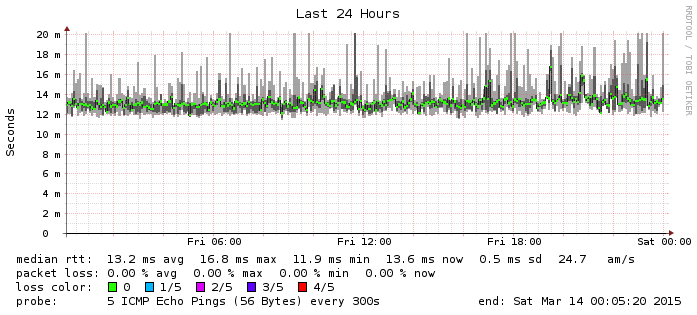 Last 24 Hours
RRDTOOL / TOBI OETIKER
Seconds
20 m
18 m
16 m
14 m
12 m
10 m
8 m
6 m
4 m
2 m
0
Fri 06:00 Fri 12:00 Fri 18:00 Sat 00:00
median rtt: 13.2 ms avg 16.8 ms max 11.9 ms min 13.6 ms now 0.5 ms sd 24.7 am/s
packet loss: 0.00 % avg 0.00 % max 0.00 % min 0.00 % now
loss color: 0 1/5 2/5 3/5 4/5
probe: 5 ICMP Echo Pings (56 Bytes) every 300s end: Sat Mar 14 00:05:20 2015